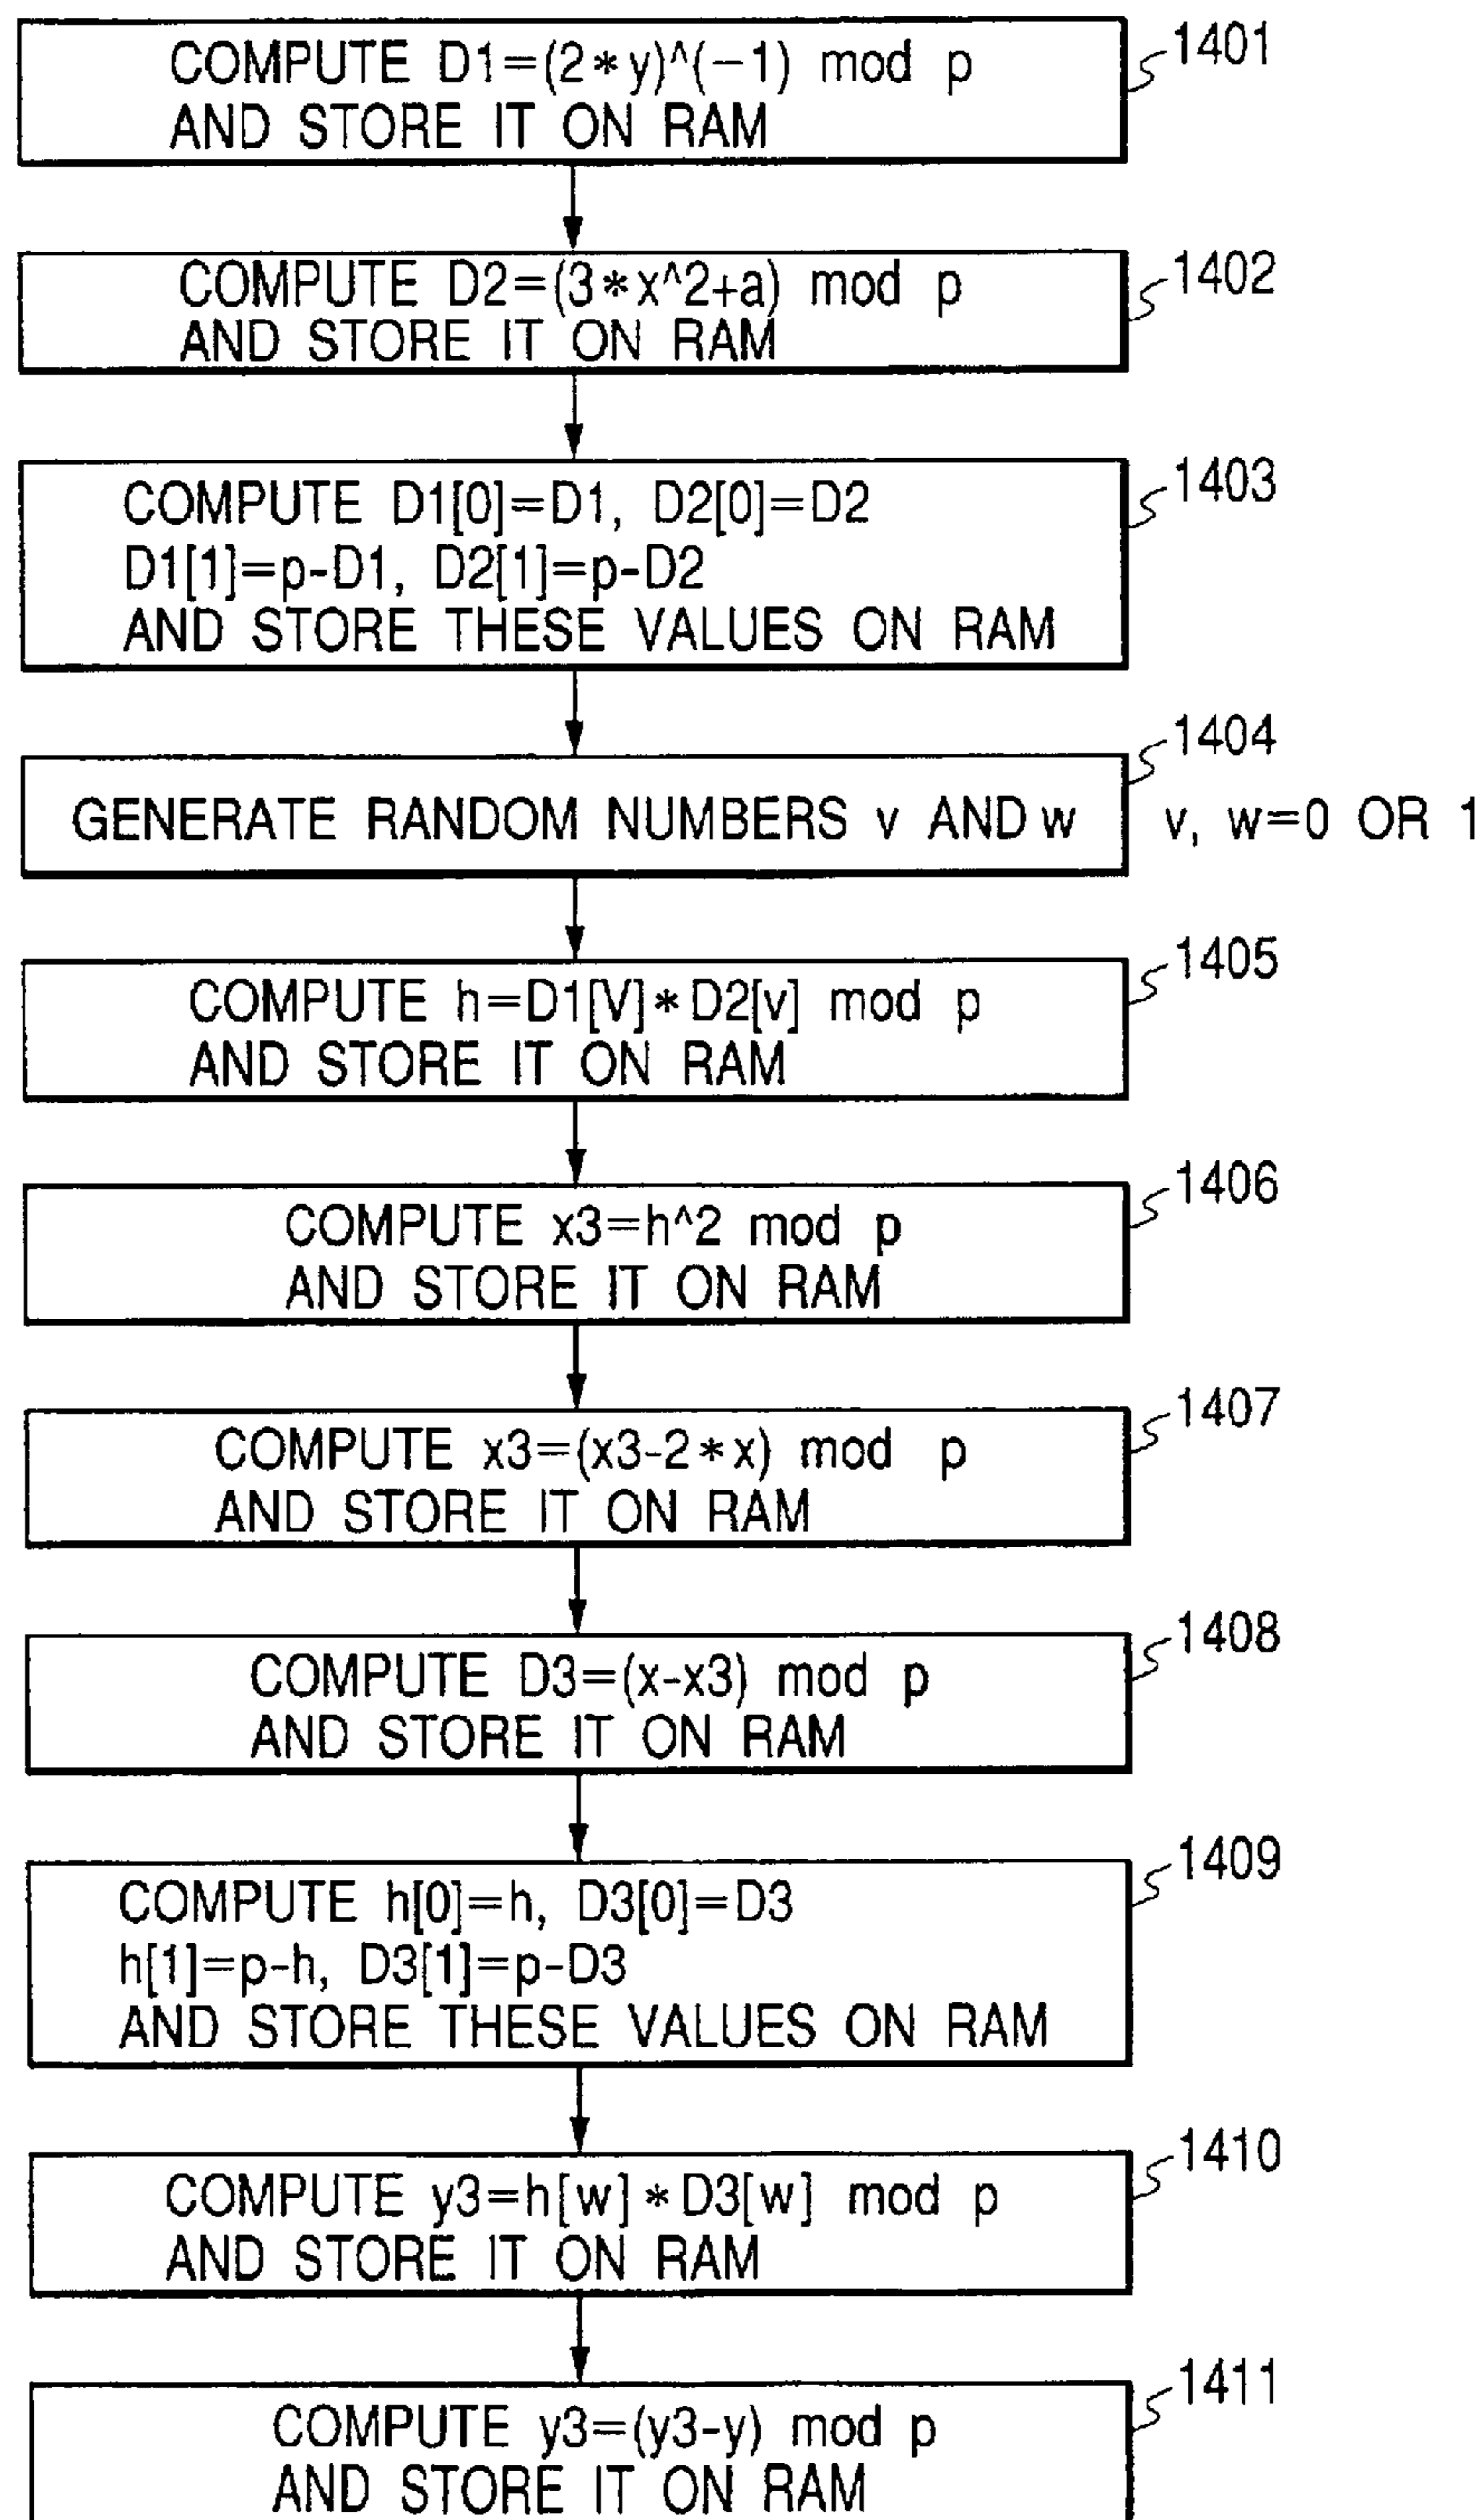 COMPUTE D1=(2*y)^(-1) mod p
AND STORE IT ON RAM
1401
COMPUTE D2=(3*x^2+a) mod p
AND STORE IT ON RAM
1402
COMPUTE D1[0]=D1, D2[0]=D2
D1[1]=p-D1, D2[1]=p-D2
AND STORE THESE VALUES ON RAM
1403
GENERATE RANDOM NUMBERS v AND w
1404
v, w=0 OR 1
COMPUTE h=D1[V]*D2[v] mod p
AND STORE IT ON RAM
1405
COMPUTE x3=h^2 mod p
AND STORE IT ON RAM
1406
COMPUTE x3=(x3-2*x) mod p
AND STORE IT ON RAM
1407
COMPUTE D3=(x-x3) mod p
AND STORE IT ON RAM
1408
COMPUTE h[0]=h, D3[0]=D3
h[1]=p-h, D3[1]=p-D3
AND STORE THESE VALUES ON RAM
1409
COMPUTE y3=h[w]*D3[w] mod p
AND STORE IT ON RAM
1410
COMPUTE y3=(y3-y) mod p
AND STORE IT ON RAM
1411